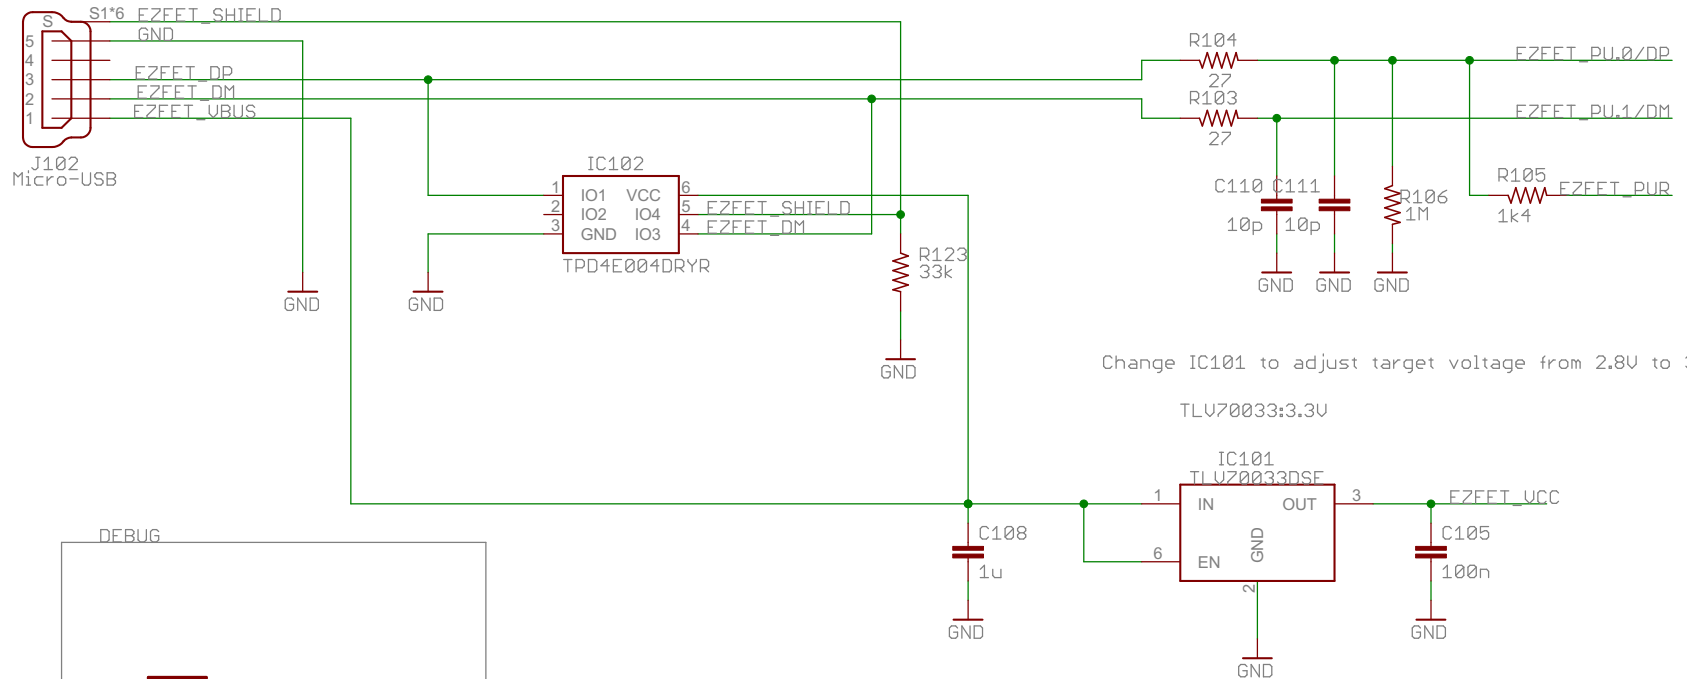 S
S1*6
EZFET_SHIELD
GND
5
4
3
2
1
EZFET_DP
EZFET_DM
EZFET_VBUS
J102
Micro-USB
R104
27
R103
27
EZFET_PU.0/DP
EZFET_PU.1/DM
IC102
1
2
3
IO1
IO2
GND
VCC
IO4
IO3
6
5
4
EZFET_SHIELD
EZFET_DM
TPD4E004DRYR
R123
33k
C110
10p
C111
10p
R106
1M
R105
1k4
EZFET_PUR
GND
GND
GND
GND
GND
GND
Change IC101 to adjust target voltage from 2.8V to
TLV70033:3.3V
IC101
TLV70033DSE
1
IN
OUT
3
6
EN
GND
2
EZFET_VCC
C108
1u
C105
100n
GND
GND
GND
DEBUG